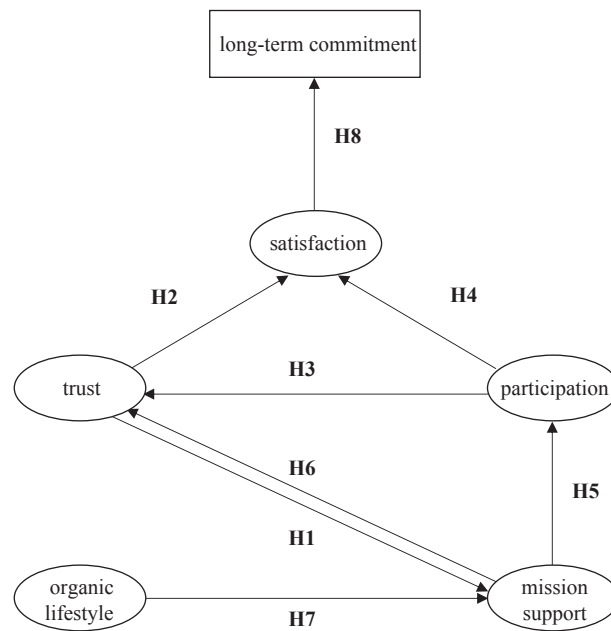 long-term commitment
H8
satisfaction
H2
H4
trust
H3
participation
H6
H5
H1
organic
lifestyle
H7
mission
support